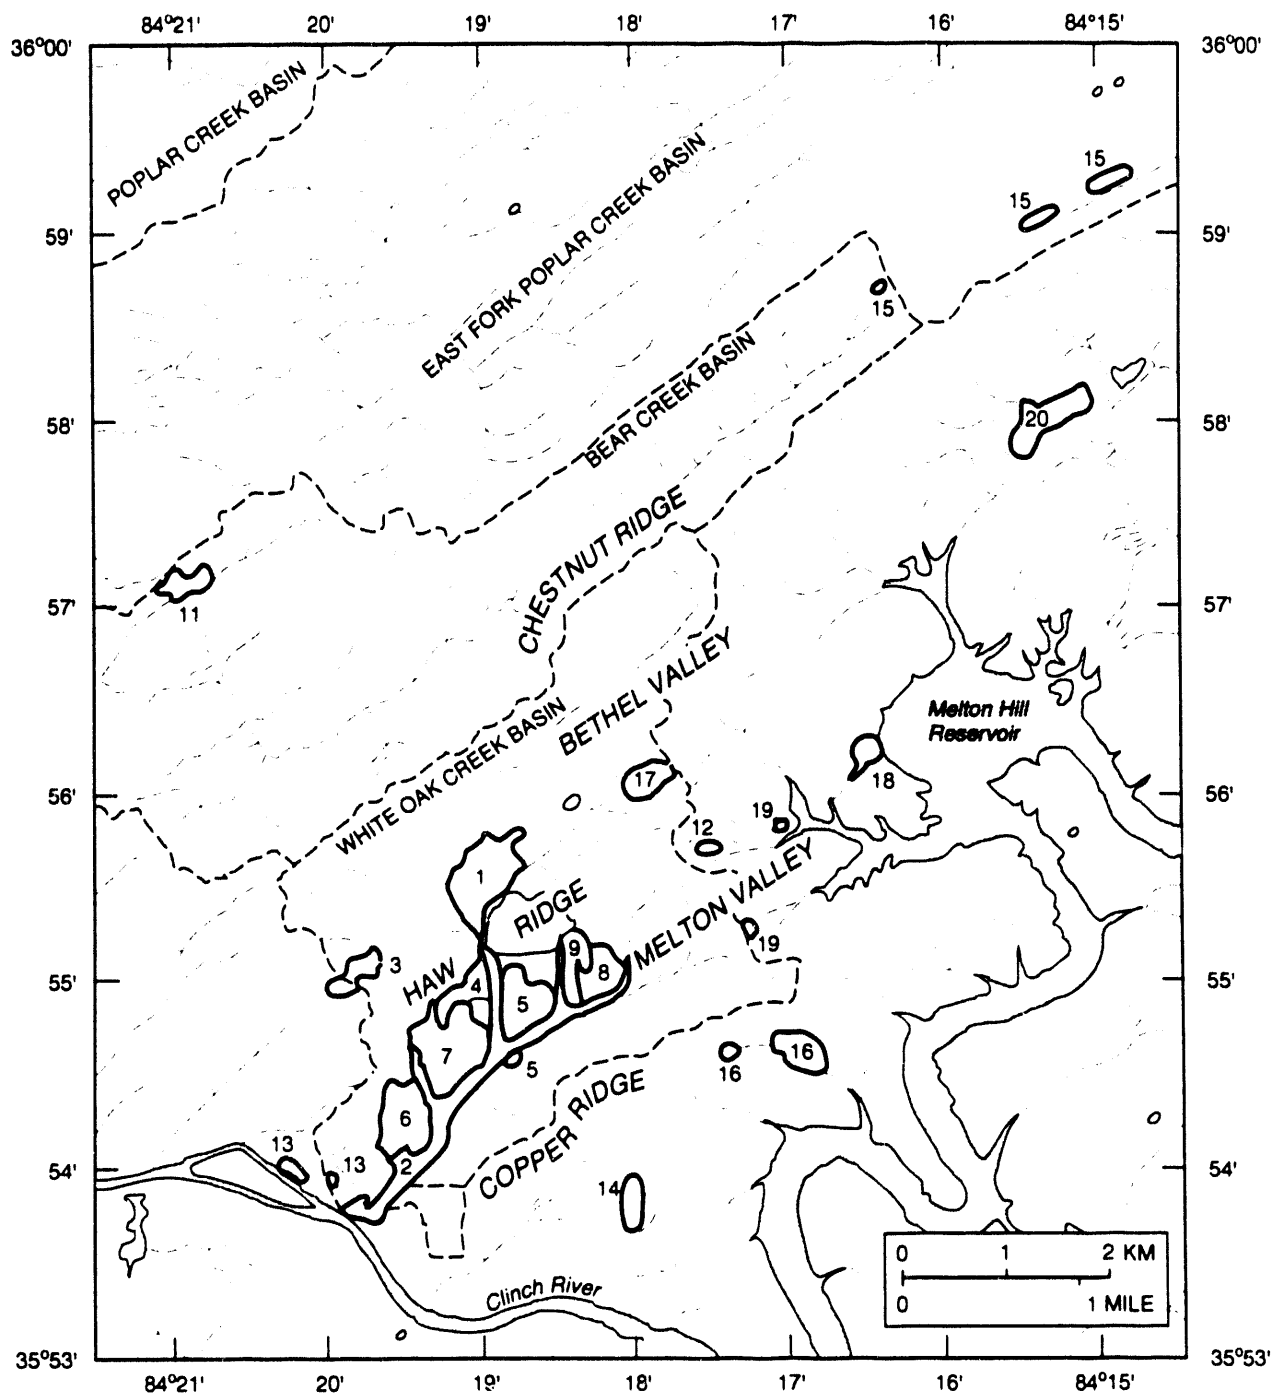 84°21' 20' 19' 18' 17' 16' 84°15'
36°00' 36°00'
POPLAR CREEK BASIN
EAST FORK POPLAR CREEK BASIN
15
15
59' 59'
15
BEAR CREEK BASIN
20
58' 58'
CHESTNUT RIDGE
11
57' 57'
BETHEL VALLEY
Melton Hill
Reservoir
WHITE OAK CREEK BASIN
17
18
56' 56'
12
19
1
RIDGE
MELTON VALLEY
19
9
3
HAW
8
4
5
55' 55'
7
5
16
16
COPPER RIDGE
6
13
13
2
54' 54'
14
0 1 2 KM
0 1 MILE
Clinch River
35°53' 35°53'
84°21' 20' 19' 18' 17' 16' 84°15'